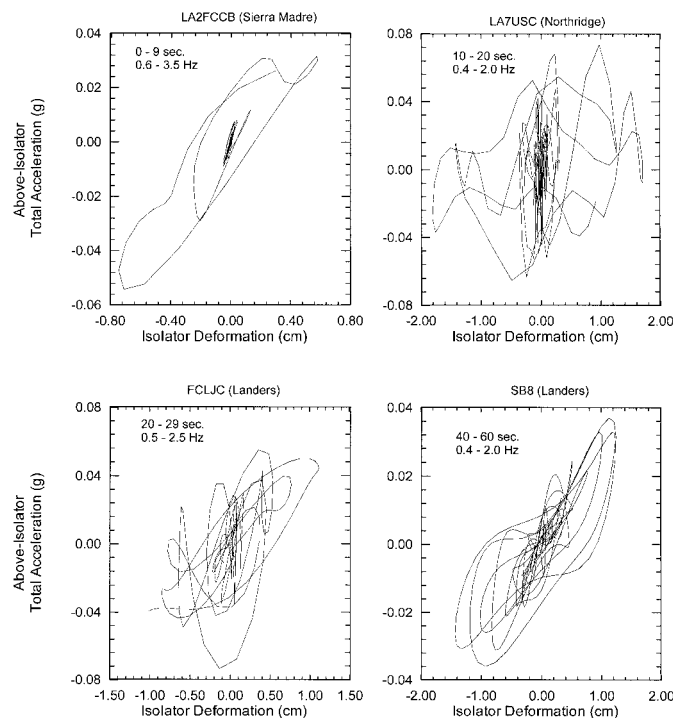 LA2FCCB (Sierra Madre)
LA7USC (Northridge)
0.04
0.02
0.00
-0.02
-0.04
-0.06
0 - 9 sec.
0.6 - 3.5 Hz
0.08
0.04
0.00
-0.04
-0.08
10 - 20 sec.
0.4 - 2.0 Hz
Above-Isolator
Total Acceleration (g)
-0.80 -0.40 0.00 0.40 0.80
-2.00 -1.00 0.00 1.00 2.00
Isolator Deformation (cm)
Isolator Deformation (cm)
FCLJC (Landers)
SB8 (Landers)
0.08
0.04
0.00
-0.04
-0.08
20 - 29 sec.
0.5 - 2.5 Hz
0.04
0.02
0.00
-0.02
-0.04
40 - 60 sec.
0.4 - 2.0 Hz
Above-Isolator
Total Acceleration (g)
-1.50 -1.00 -0.50 0.00 0.50 1.00 1.50
-2.00 -1.00 0.00 1.00 2.00
Isolator Deformation (cm)
Isolator Deformation (cm)